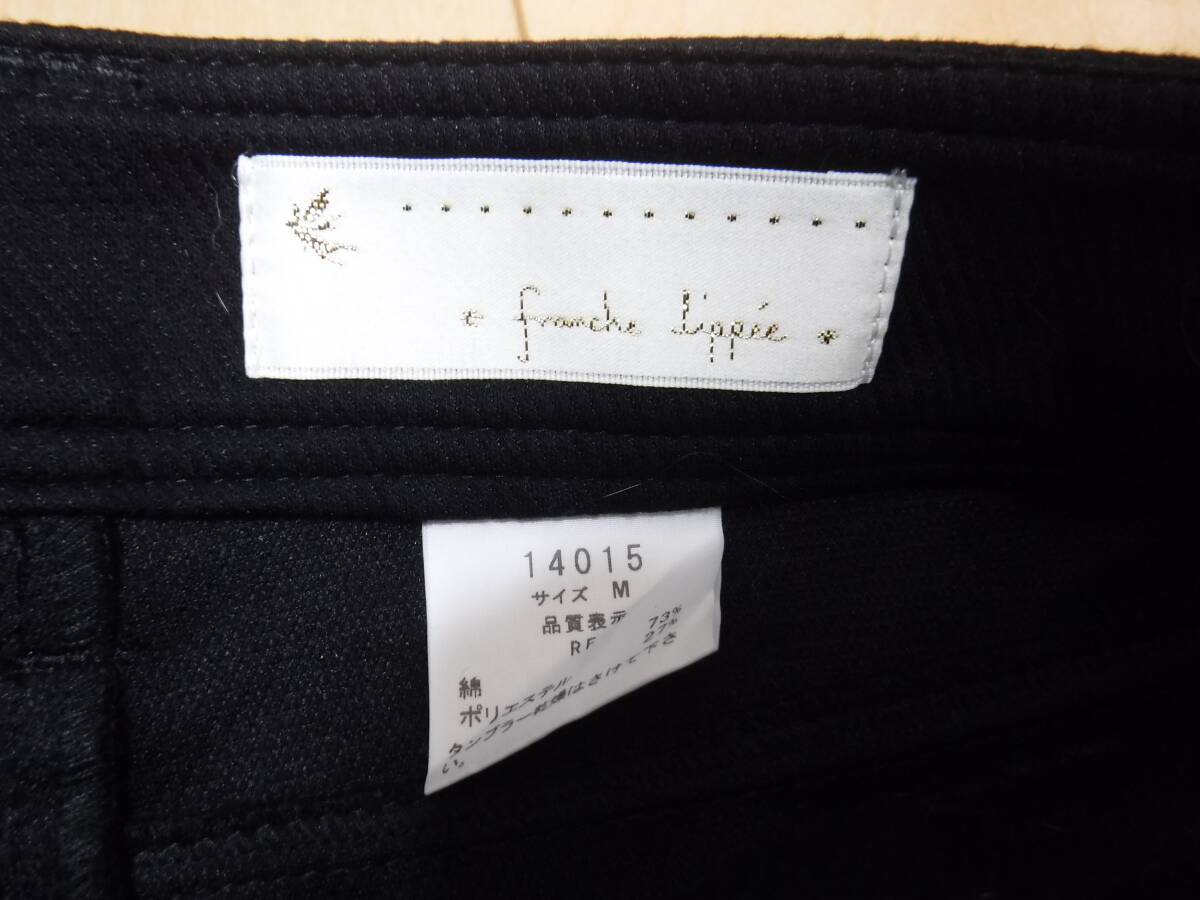 franche lippée
14015
サイズ M
品質表示
RF
綿 73%
ポリエステル 27%
タンブラー乾燥はさけて下さ
い。